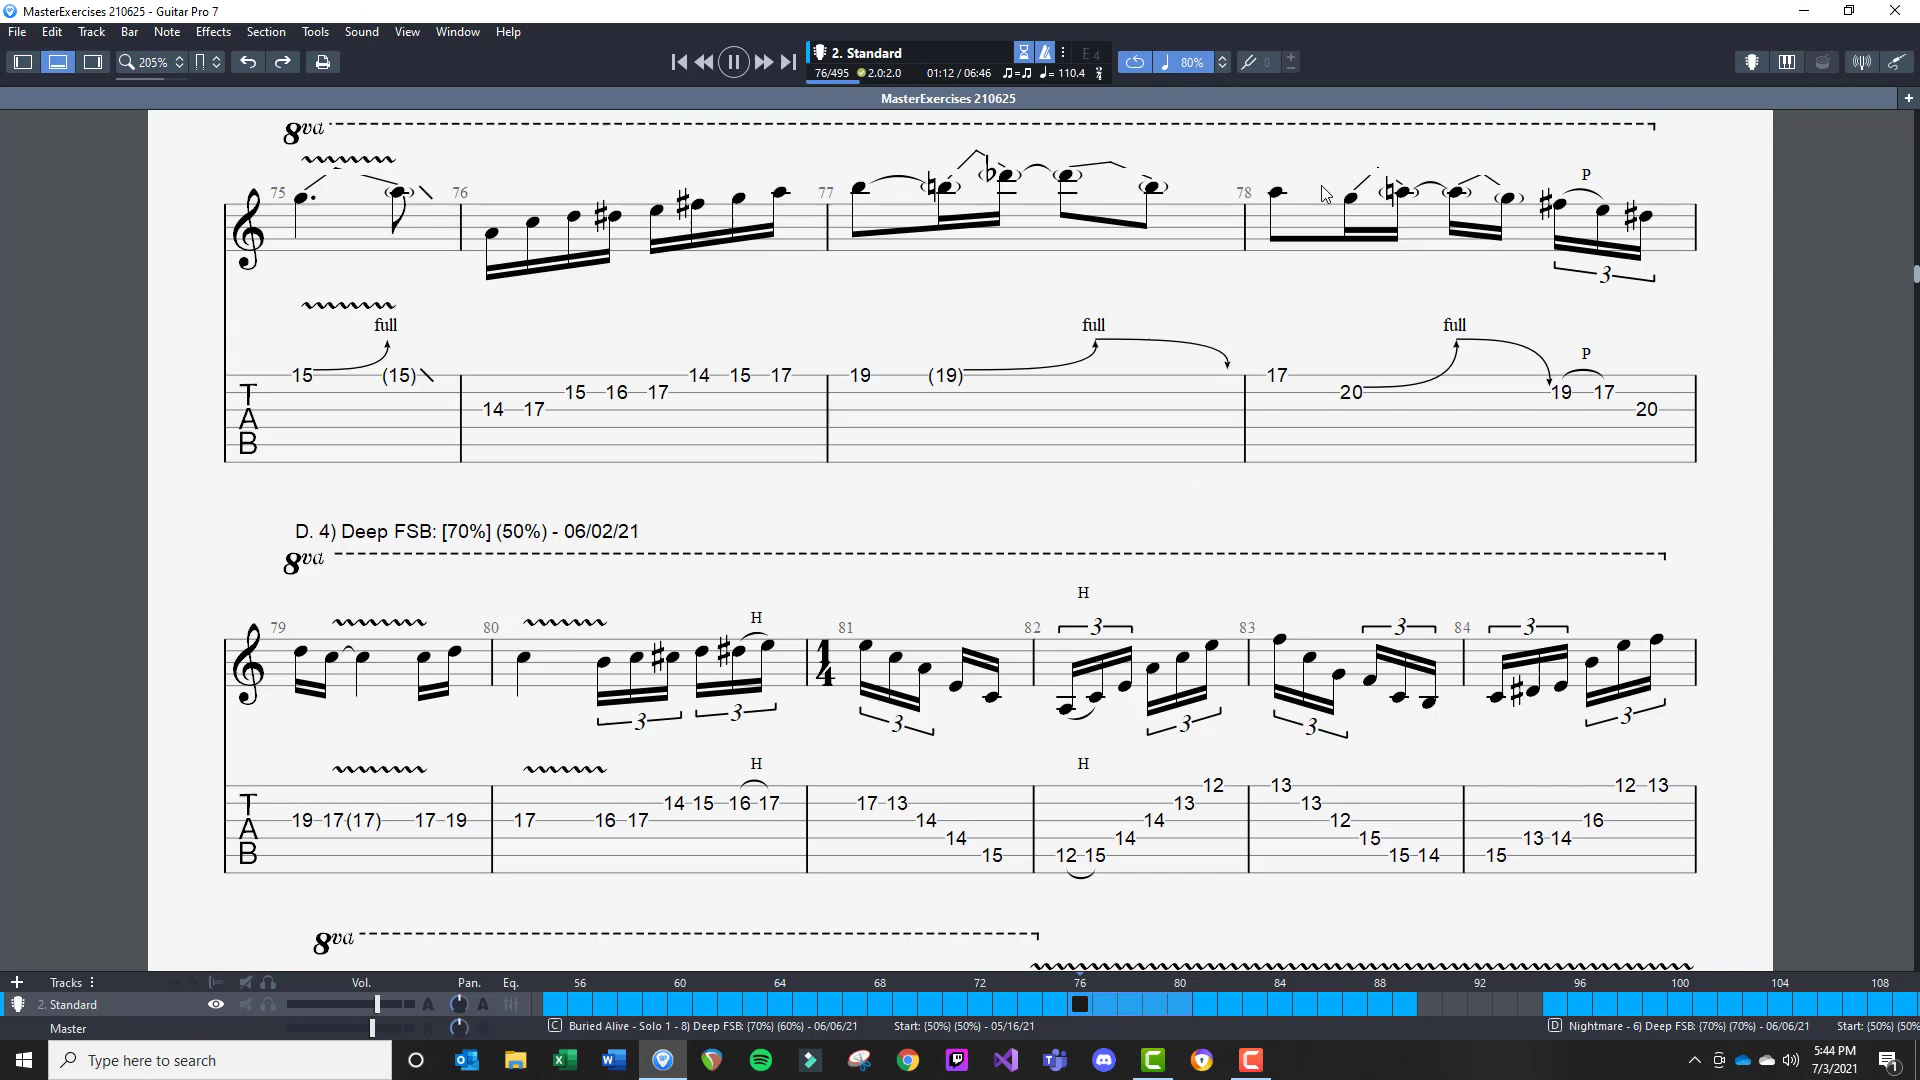 MasterExercises 210625 - Guitar Pro 7
File Edit Track Bar Note Effects Section Tools Sound View Window Help
205%
2. Standard
E4
76/495 2.0:2.0 01:12 / 06:46 = 110.4
80%
0
MasterExercises 210625
8va
75 76 77 78
P
3
full full full
P
15 (15) 14 17 15 16 17 14 15 17 19 (19) 17 20 19 17 20
T
A
B
D. 4) Deep FSB: [70%] (50%) - 06/02/21
8va
H
H
79 80 81 82 83 84
3 3 3
1
4
3 3 3 3 3 3
H H
19 17 (17) 17 19 17 16 17 14 15 16 17 17 13 14 14 15 12 15 14 14 13 12 13 13 12 15 15 14 15 13 14 16 12 13
T
A
B
8va
Tracks Vol. Pan. Eq. 56 60 64 68 72 76 80 84 88 92 96 100 104 108
2. Standard A A
Master A A
C Buried Alive - Solo 1 - 8) Deep FSB: {70%} (60%) - 06/06/21 Start: {50%} (50%) - 05/16/21 D Nightmare - 6) Deep FSB: {70%} (70%) - 06/06/21 Start: {50%} (50%
Type here to search
5:44 PM
7/3/2021
1